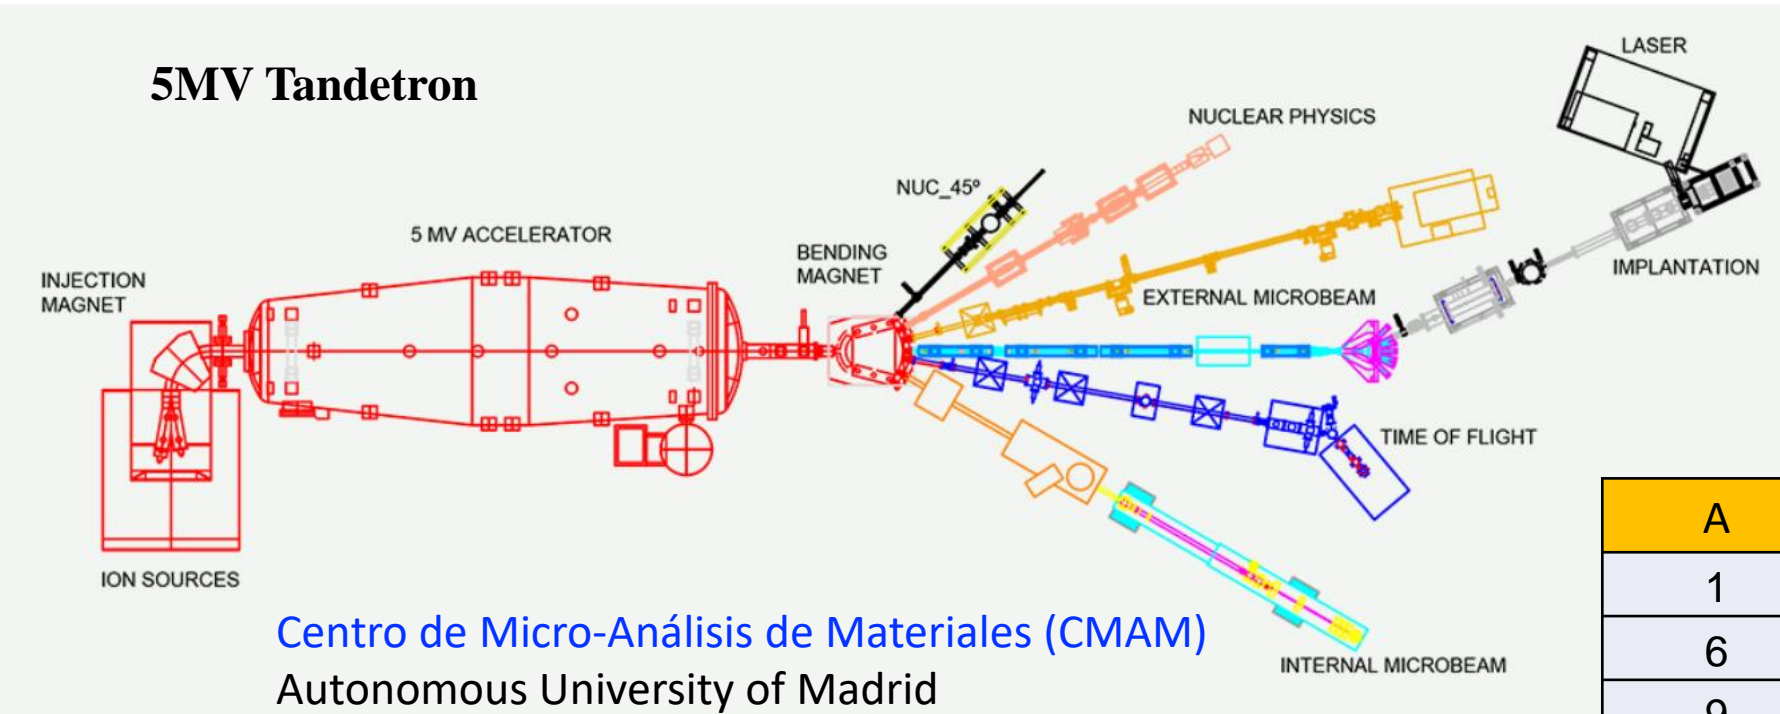 5MV Tandetron
LASER
NUCLEAR PHYSICS
NUC_45º
5 MV ACCELERATOR
BENDING
MAGNET
INJECTION
MAGNET
IMPLANTATION
EXTERNAL MICROBEAM
TIME OF FLIGHT
ION SOURCES
INTERNAL MICROBEAM
Centro de Micro-Análisis de Materiales (CMAM)
Autonomous University of Madrid
A
1
6
9